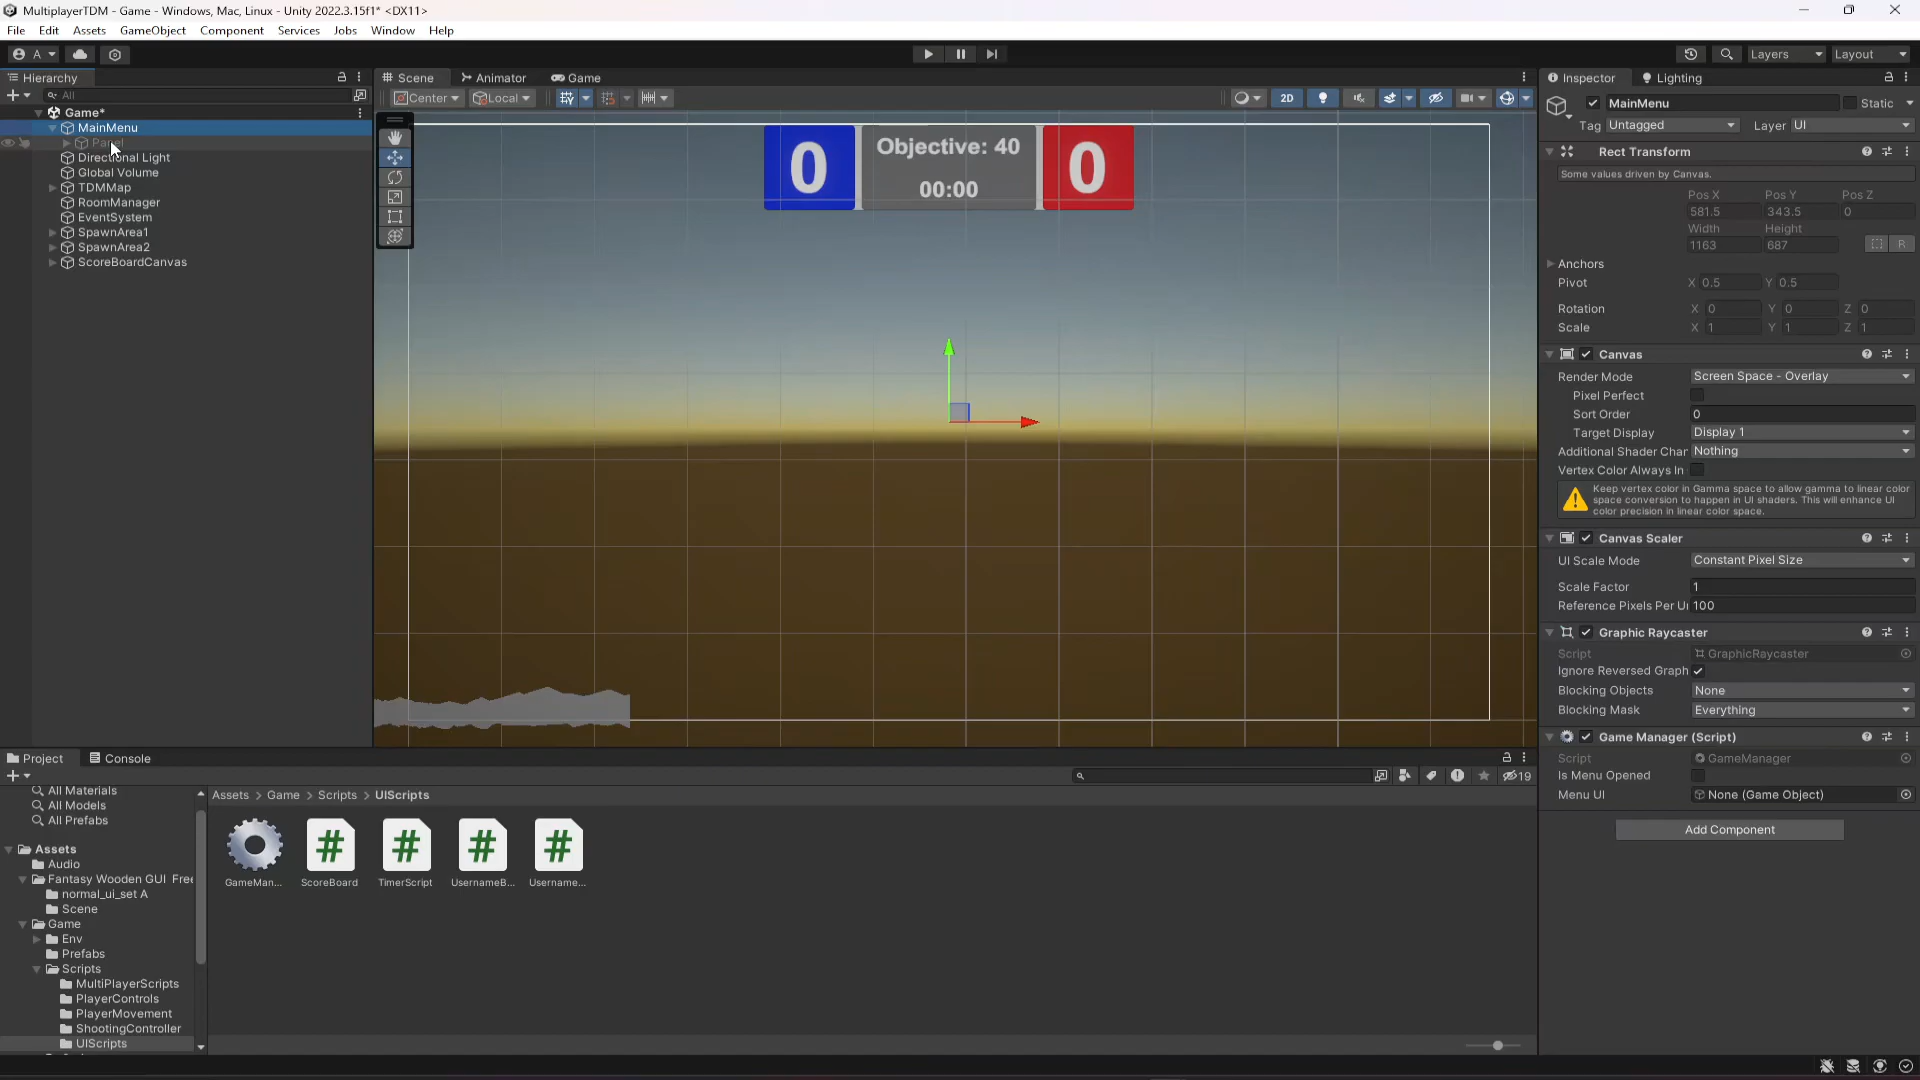 MultiplayerTDM - Game - Windows, Mac, Linux - Unity 2022.3.15f1* <DX11>
File Edit Assets GameObject Component Services Jobs Window Help
A Layers Layout
Hierarchy
All
Game*
MainMenu
Panel
Directional Light
Global Volume
TDMMap
RoomManager
EventSystem
SpawnArea1
SpawnArea2
ScoreBoardCanvas
Scene Animator Game
Center Local 2D
0 Objective: 40 0
00:00
Inspector Lighting
MainMenu Static
Tag Untagged Layer UI
Rect Transform
Some values driven by Canvas.
Pos X Pos Y Pos Z
581.5 343.5 0
Width Height
1163 687 R
Anchors
Pivot X 0.5 Y 0.5
Rotation X 0 Y 0 Z 0
Scale X 1 Y 1 Z 1
Canvas
Render Mode Screen Space - Overlay
Pixel Perfect
Sort Order 0
Target Display Display 1
Additional Shader Char Nothing
Vertex Color Always In
Keep vertex color in Gamma space to allow gamma to linear color
space conversion to happen in UI shaders. This will enhance UI
color precision in linear color space.
Canvas Scaler
UI Scale Mode Constant Pixel Size
Scale Factor 1
Reference Pixels Per Ui 100
Graphic Raycaster
Script GraphicRaycaster
Ignore Reversed Graph
Blocking Objects None
Blocking Mask Everything
Game Manager (Script)
Script GameManager
Is Menu Opened
Menu UI None (Game Object)
Add Component
Project Console
19
All Materials
All Models
All Prefabs
Assets
Audio
Fantasy Wooden GUI Free
normal_ui_set A
Scene
Game
Env
Prefabs
Scripts
MultiPlayerScripts
PlayerControls
PlayerMovement
ShootingController
UIScripts
Assets > Game > Scripts > UIScripts
GameMan... ScoreBoard TimerScript UsernameB... Username...